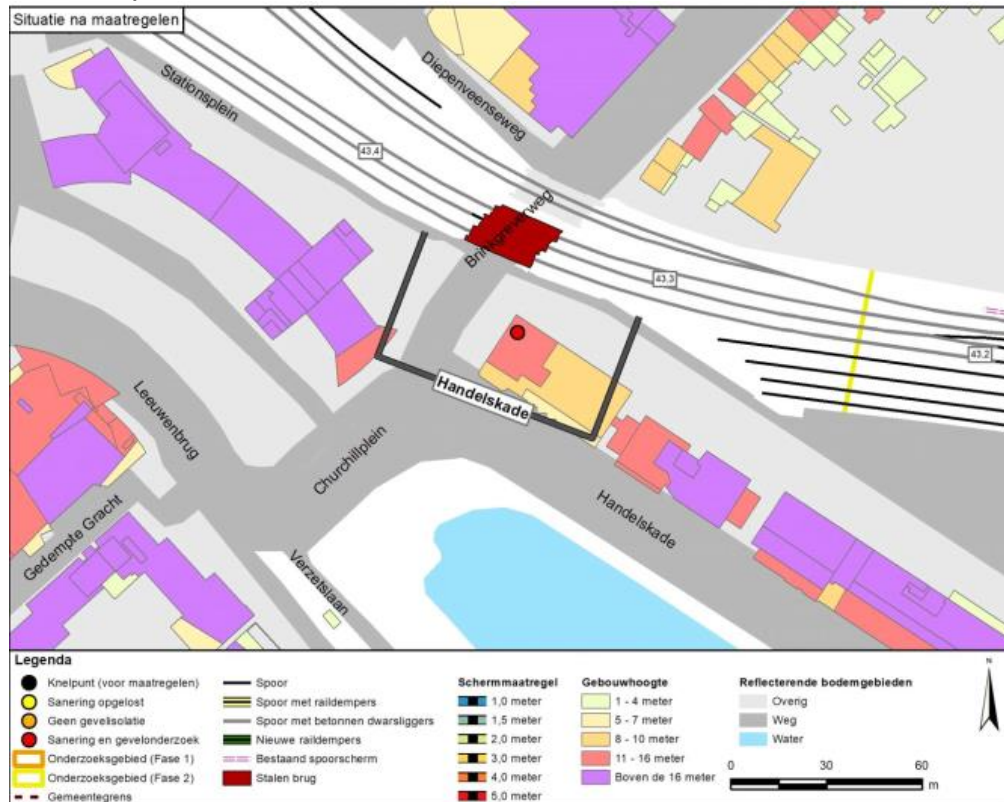 Situatie na maatregelen
Stationsplein
Diepenveenseweg
43,4
Brinkgreverweg
43,3
43,2
Handelskade
Leeuwenbrug
Churchillplein
Handelskade
Gedempte Gracht
Verzetslaan
Legenda
Knelpunt (voor maatregelen)
Sanering opgelost
Geen gevelisolatie
Sanering en gevelonderzoek
Onderzoeksgebied (Fase 1)
Onderzoeksgebied (Fase 2)
Gemeentegrens
Spoor
Spoor met raildempers
Spoor met betonnen dwarsliggers
Nieuwe raildempers
Bestaand spoorscherm
Stalen brug
Schermmaatregel
1,0 meter
1,5 meter
2,0 meter
3,0 meter
4,0 meter
5,0 meter
Gebouwhoogte
1 - 4 meter
5 - 7 meter
8 - 10 meter
11 - 16 meter
Boven de 16 meter
Reflecterende bodemgebieden
Overig
Weg
Water
N
0 30 60
m